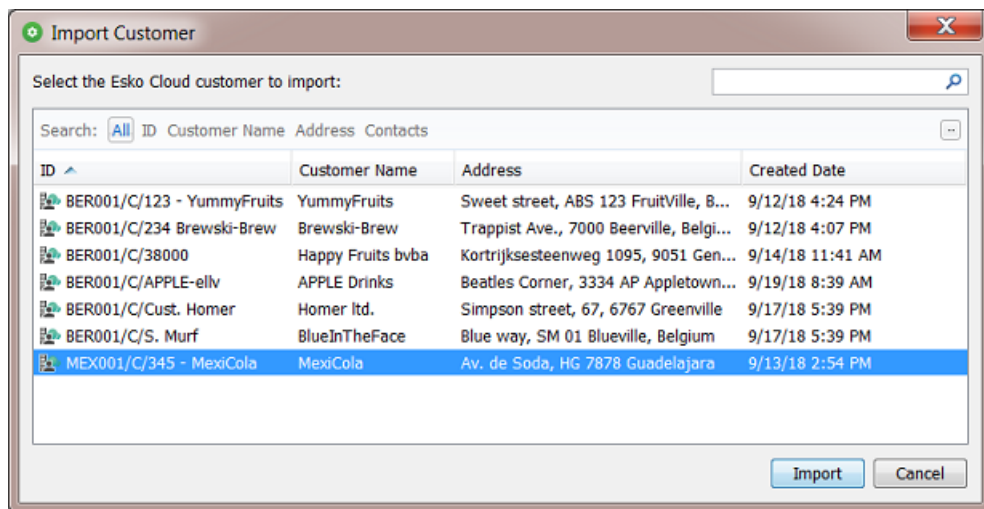 Import Customer
Select the Esko Cloud customer to import:
Search: All ID Customer Name Address Contacts
ID Customer Name Address Created Date
BER001/C/123 - YummyFruits YummyFruits Sweet street, ABS 123 FruitVille, B... 9/12/18 4:24 PM
BER001/C/234 Brewski-Brew Brewski-Brew Trappist Ave., 7000 Beerville, Belgi... 9/12/18 4:07 PM
BER001/C/38000 Happy Fruits bvba Kortrijksesteenweg 1095, 9051 Gen... 9/14/18 11:41 AM
BER001/C/APPLE-ellv APPLE Drinks Beatles Corner, 3334 AP Appletown... 9/19/18 8:39 AM
BER001/C/Cust. Homer Homer ltd. Simpson street, 67, 6767 Greenville 9/17/18 5:39 PM
BER001/C/S. Murf BlueInTheFace Blue way, SM 01 Blueville, Belgium 9/17/18 5:39 PM
MEX001/C/345 - MexiCola MexiCola Av. de Soda, HG 7878 Guadelajara 9/13/18 2:54 PM
Import Cancel